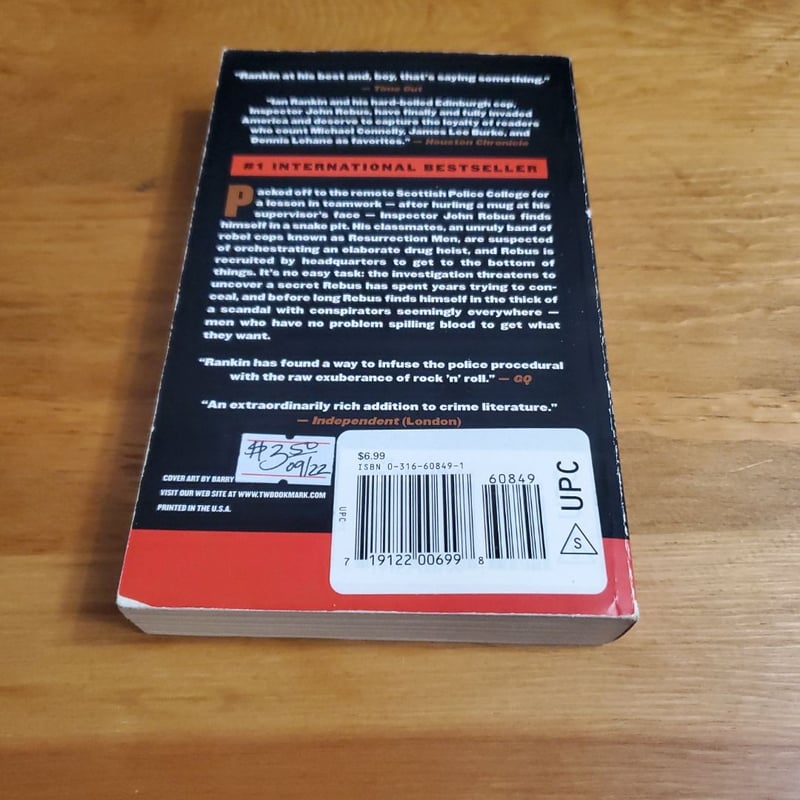 “Rankin at his best and, boy, that’s saying something.”
— Time Out
“Ian Rankin and his hard-boiled Edinburgh cop,
Inspector John Rebus, have finally and fully invaded
America and deserve to capture the loyalty of readers
who count Michael Connelly, James Lee Burke, and
Dennis Lehane as favorites.” — Houston Chronicle
#1 INTERNATIONAL BESTSELLER
Packed off to the remote Scottish Police College for
a lesson in teamwork — after hurling a mug at his
supervisor’s face — Inspector John Rebus finds
himself in a snake pit. His classmates, an unruly band of
rebel cops known as Resurrection Men, are suspected
of orchestrating an elaborate drug heist, and Rebus is
recruited by headquarters to get to the bottom of
things. It’s no easy task: the investigation threatens to
uncover a secret Rebus has spent years trying to con-
ceal, and before long Rebus finds himself in the thick of
a scandal with conspirators seemingly everywhere —
men who have no problem spilling blood to get what
they want.
“Rankin has found a way to infuse the police procedural
with the raw exuberance of rock ’n’ roll.” — GQ
“An extraordinarily rich addition to crime literature.”
— Independent (London)
$3.50
09/22
COVER ART BY BARRY
VISIT OUR WEB SITE AT WWW.TWBOOKMARK.COM
PRINTED IN THE U.S.A.
$6.99
ISBN 0-316-60849-1
60849
UPC
7 19122 00699 8
UPC
S